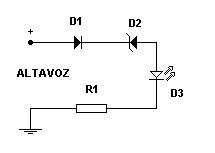 D1 D2
+
ALTAVOZ
R1 D3